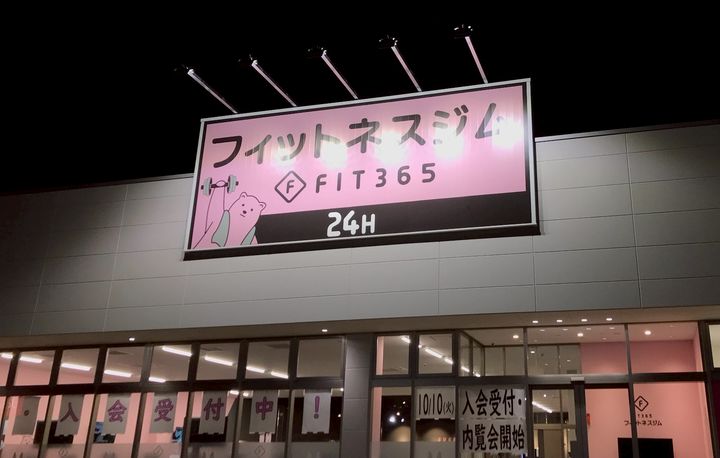 フィットネスジム
F FIT365
24H
・入会受付中！
10/10(火)
入会受付・
内覧会開始
F
FIT365
フィットネスジム